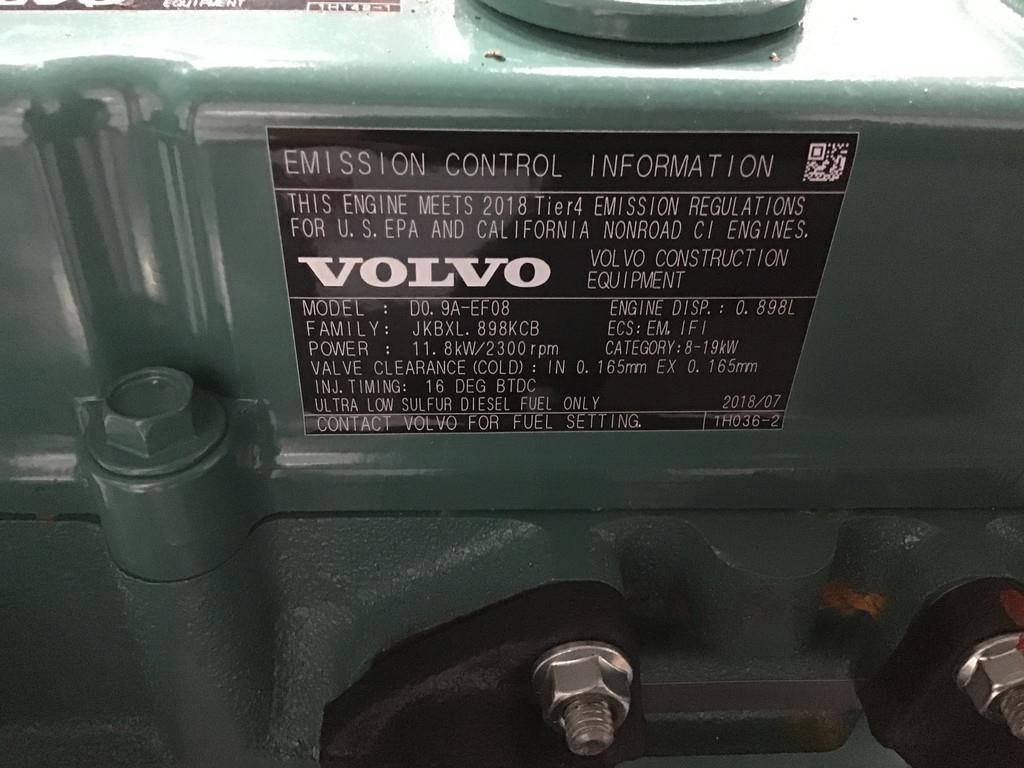 EQUIPMENT
1H149-1
EMISSION CONTROL INFORMATION
THIS ENGINE MEETS 2018 Tier4 EMISSION REGULATIONS
FOR U.S.EPA AND CALIFORNIA NONROAD CI ENGINES.
VOLVO
VOLVO CONSTRUCTION
EQUIPMENT
MODEL : D0.9A-EF08 ENGINE DISP.: 0.898L
FAMILY: JKBXL.898KCB ECS:EM,IFI
POWER : 11.8kW/2300rpm CATEGORY:8-19kW
VALVE CLEARANCE(COLD): IN 0.165mm EX 0.165mm
INJ.TIMING: 16 DEG BTDC
ULTRA LOW SULFUR DIESEL FUEL ONLY 2018/07
CONTACT VOLVO FOR FUEL SETTING. 1H036-2